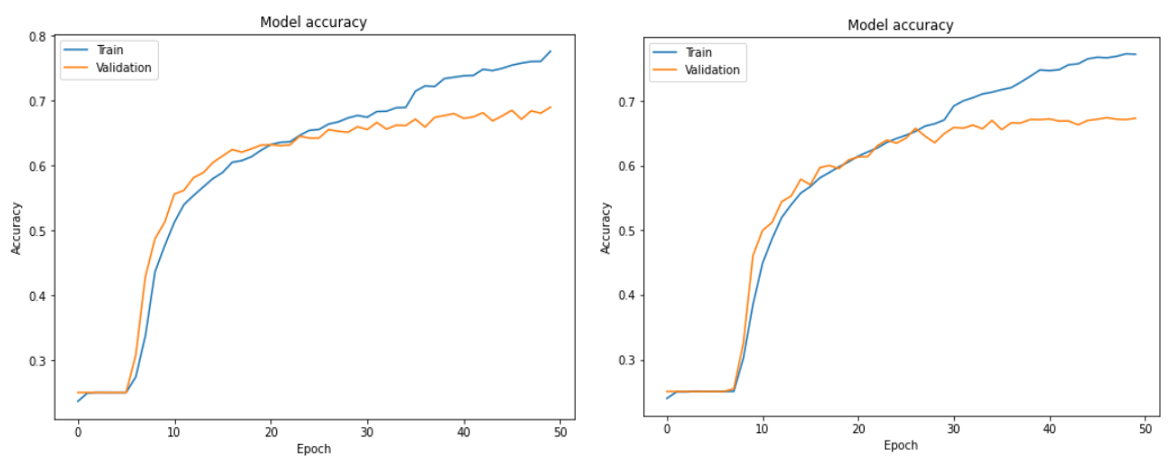 Model accuracy
Train
Validation
0.8
0.7
0.6
0.5
0.4
0.3
Accuracy
0 10 20 30 40 50
Epoch
Model accuracy
Train
Validation
0.7
0.6
0.5
0.4
0.3
Accuracy
0 10 20 30 40 50
Epoch